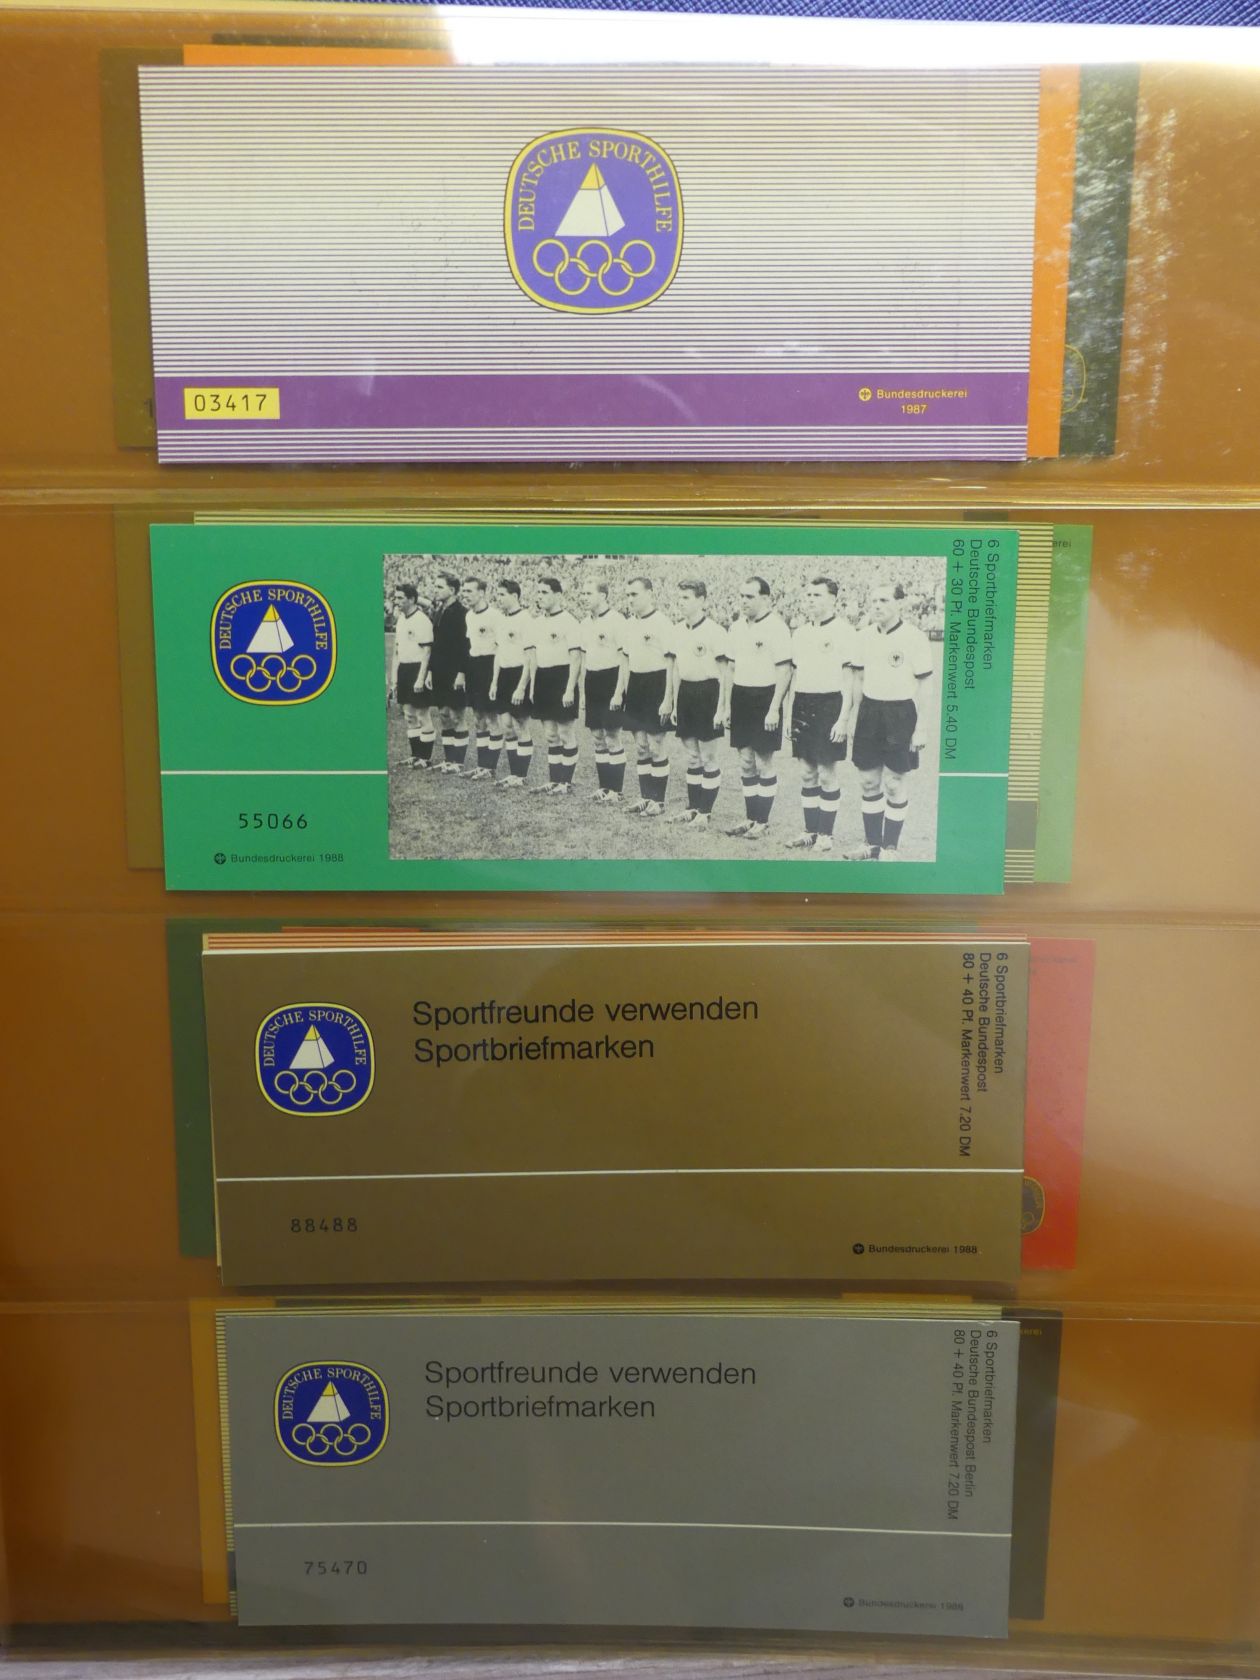 DEUTSCHE SPORTHILFE
03417
Bundesdruckerei
1987
DEUTSCHE SPORTHILFE
55066
Bundesdruckerei 1988
6 Sportbriefmarken
Deutsche Bundespost
60 + 30 Pf. Markenwert 5.40 DM
DEUTSCHE SPORTHILFE
Sportfreunde verwenden
Sportbriefmarken
88488
Bundesdruckerei 1988
6 Sportbriefmarken
Deutsche Bundespost
80 + 40 Pf. Markenwert 7.20 DM
DEUTSCHE SPORTHILFE
Sportfreunde verwenden
Sportbriefmarken
75470
Bundesdruckerei 1988
6 Sportbriefmarken
Deutsche Bundespost Berlin
80 + 40 Pf. Markenwert 7.20 DM